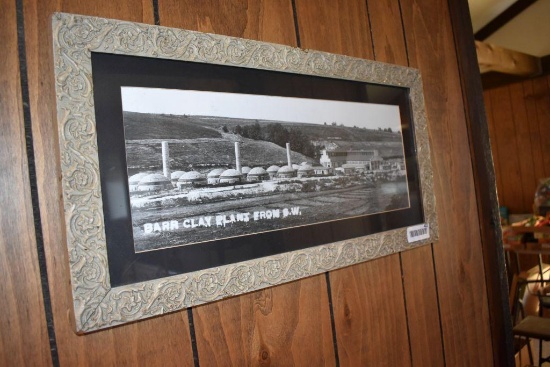 BARR CLAY PLANT FROM S.W.